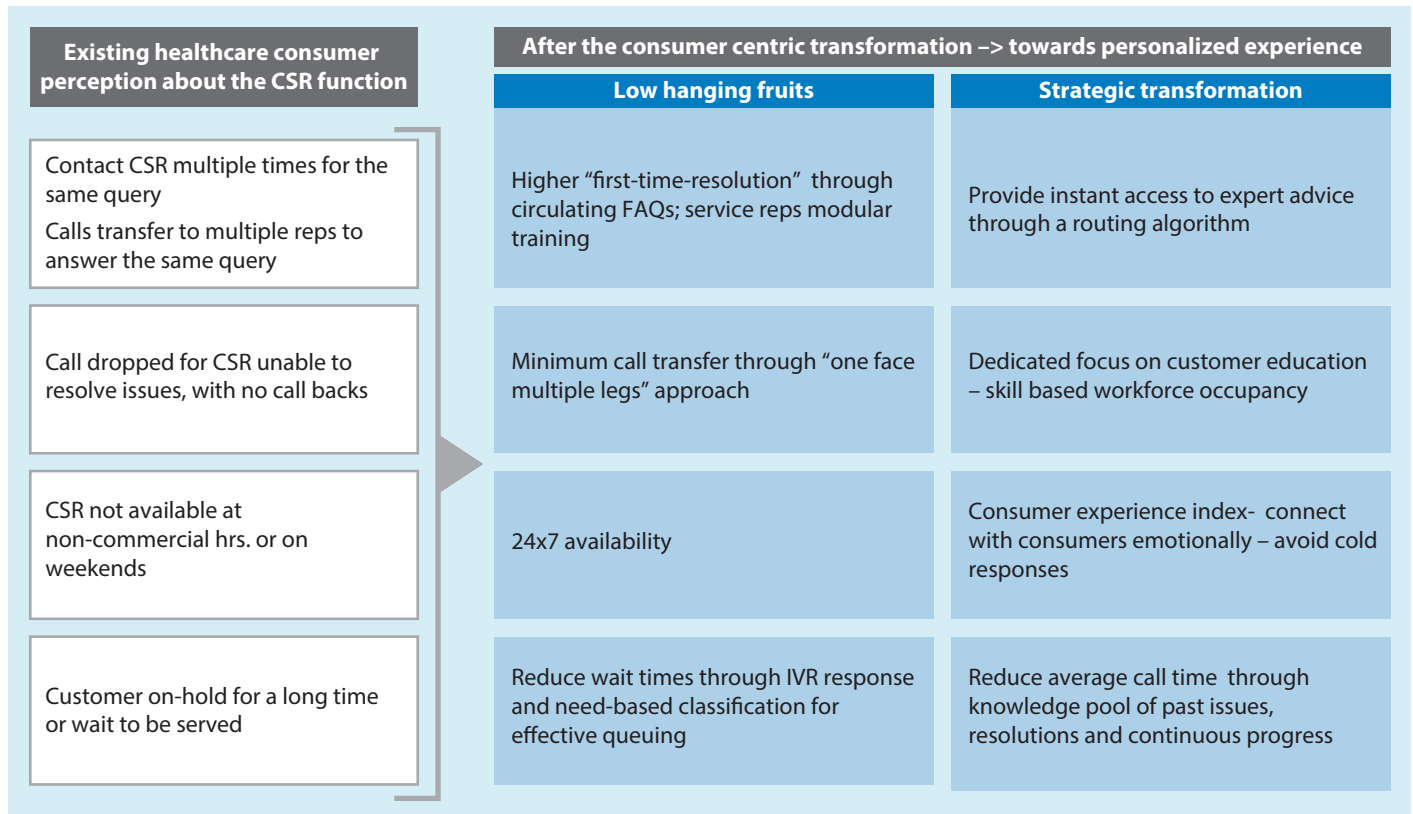 Existing healthcare consumer
perception about the CSR function
After the consumer centric transformation –> towards personalized experience
Low hanging fruits
Strategic transformation
Contact CSR multiple times for the
same query
Calls transfer to multiple reps to
answer the same query
Higher “first-time-resolution”  through
circulating FAQs; service reps modular
training
Provide instant access to expert advice
through a routing algorithm
Call dropped for CSR unable to
resolve issues, with no call backs
Minimum call transfer through “one face
multiple legs” approach
Dedicated focus on customer education
– skill based workforce occupancy
CSR not available at
non-commercial hrs. or on
weekends
24x7 availability
Consumer experience index-  connect
with consumers emotionally – avoid cold
responses
Customer on-hold for a long time
or wait to be served
Reduce wait times through IVR response
and need-based classification for
effective queuing
Reduce average call time  through
knowledge pool of past issues,
resolutions and continuous progress